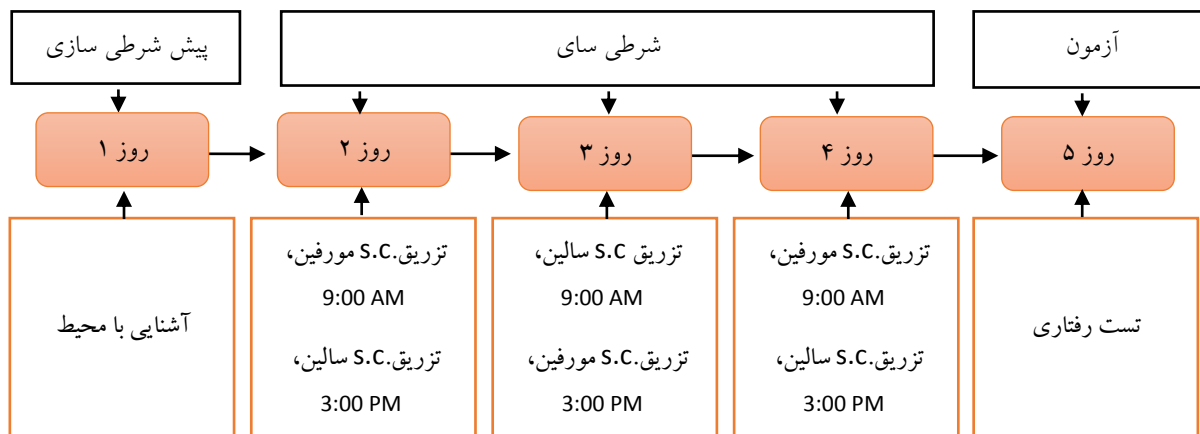 پیش شرطی سازی
شرطی سای
آزمون
روز ۱
روز ۲
روز ۳
روز ۴
روز ۵
آشنایی با محیط
تزریق.S.C مورفین،
9:00 AM
تزریق.S.C سالین،
3:00 PM
تزریق S.C سالین،
9:00 AM
تزریق.S.C مورفین،
3:00 PM
تزریق.S.C مورفین،
9:00 AM
تزریق.S.C سالین،
3:00 PM
تست رفتاری